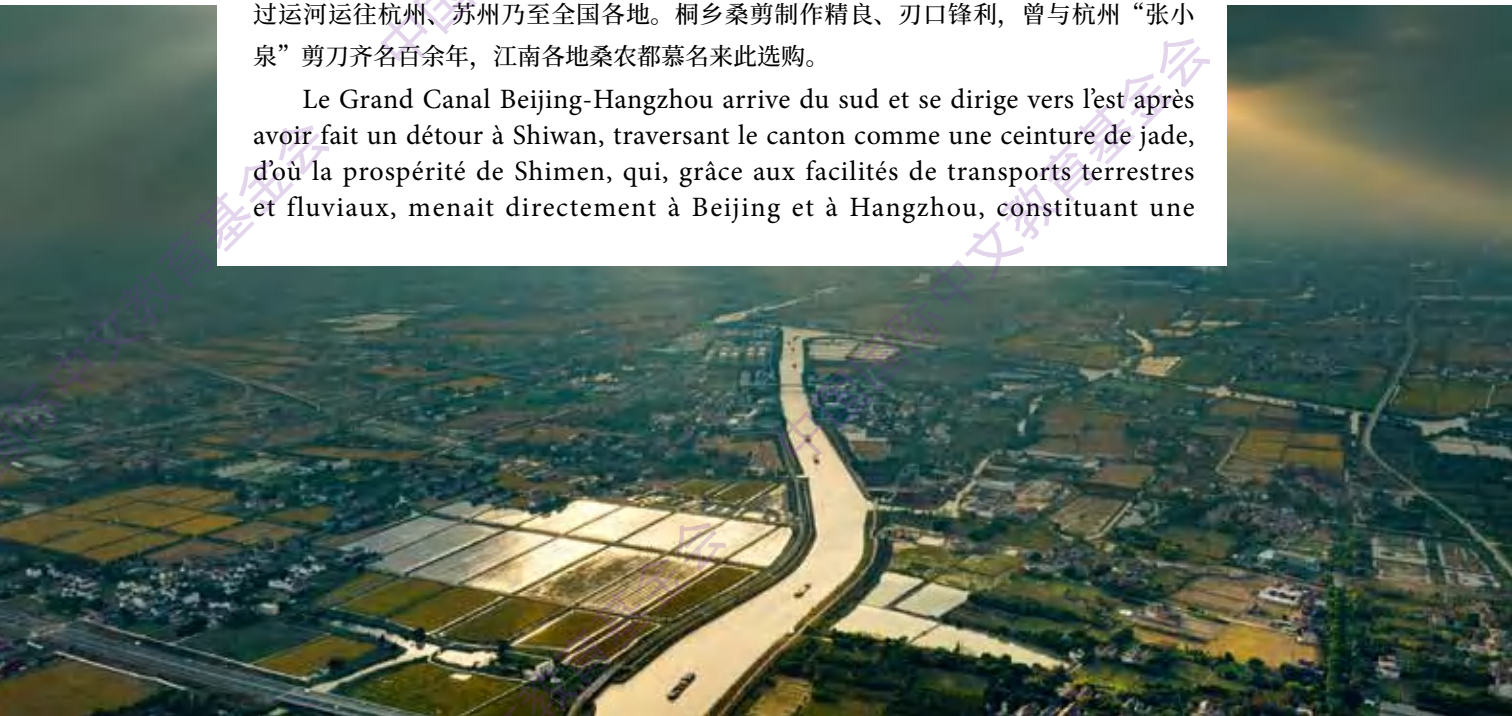 过运河运往杭州、苏州乃至全国各地。桐乡桑剪制作精良、刃口锋利，曾与杭州“张小
泉”剪刀齐名百余年，江南各地桑农都慕名来此选购。
Le Grand Canal Beijing-Hangzhou arrive du sud et se dirige vers l’est après
avoir fait un détour à Shiwan, traversant le canton comme une ceinture de jade,
d’où la prospérité de Shimen, qui, grâce aux facilités de transports terrestres
et fluviaux, menait directement à Beijing et à Hangzhou, constituant une